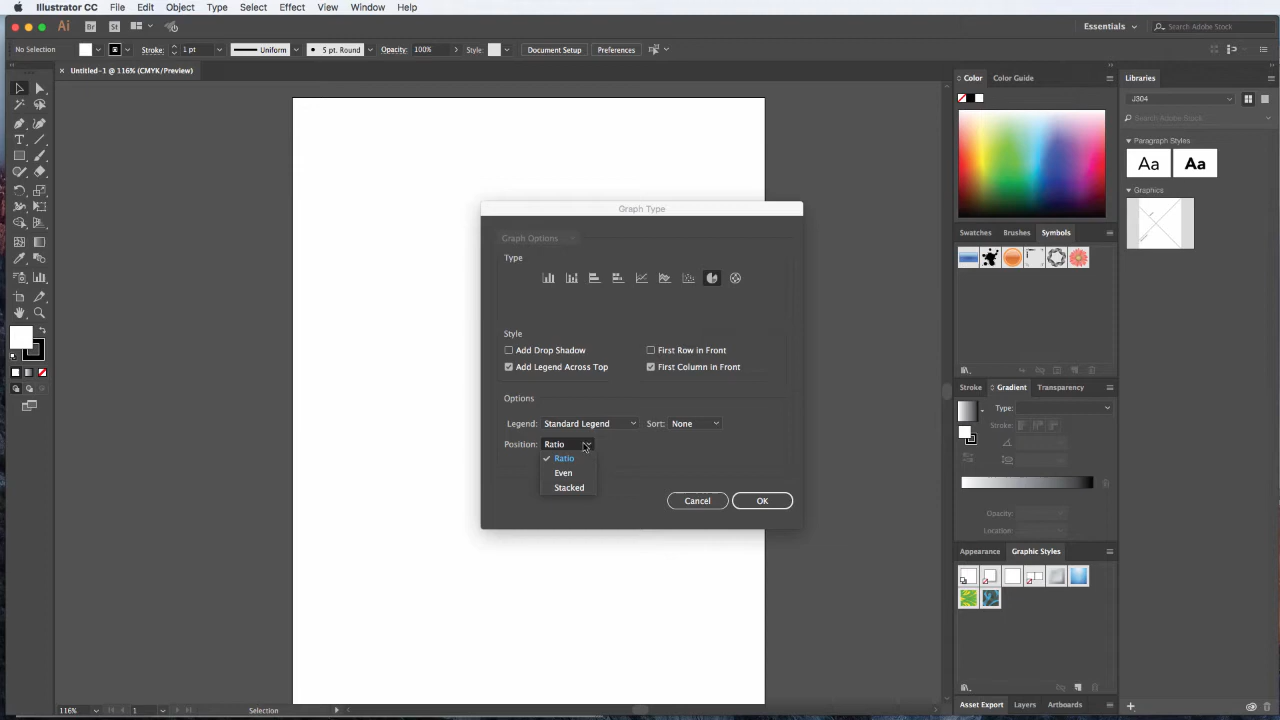 Illustrator CC File Edit Object Type Select Effect View Window Help
Ai Br St Essentials Search Adobe Stock
No Selection Stroke: 1 pt Uniform 5 pt. Round Opacity: 100% Style: Document Setup Preferences
× Untitled-1 @ 116% (CMYK/Preview)
Color Color Guide
Libraries
J304
Search Adobe Stock
Paragraph Styles
Aa Aa
Graphics
Graph Type
Graph Options
Type
Style
Add Drop Shadow First Row in Front
Add Legend Across Top First Column in Front
Options
Legend: Standard Legend Sort: None
Position: Ratio
Ratio
Even
Stacked
Cancel OK
Swatches Brushes Symbols
Stroke Gradient Transparency
Type:
Opacity:
Location:
Appearance Graphic Styles
Asset Export Layers Artboards
116% 1 Selection